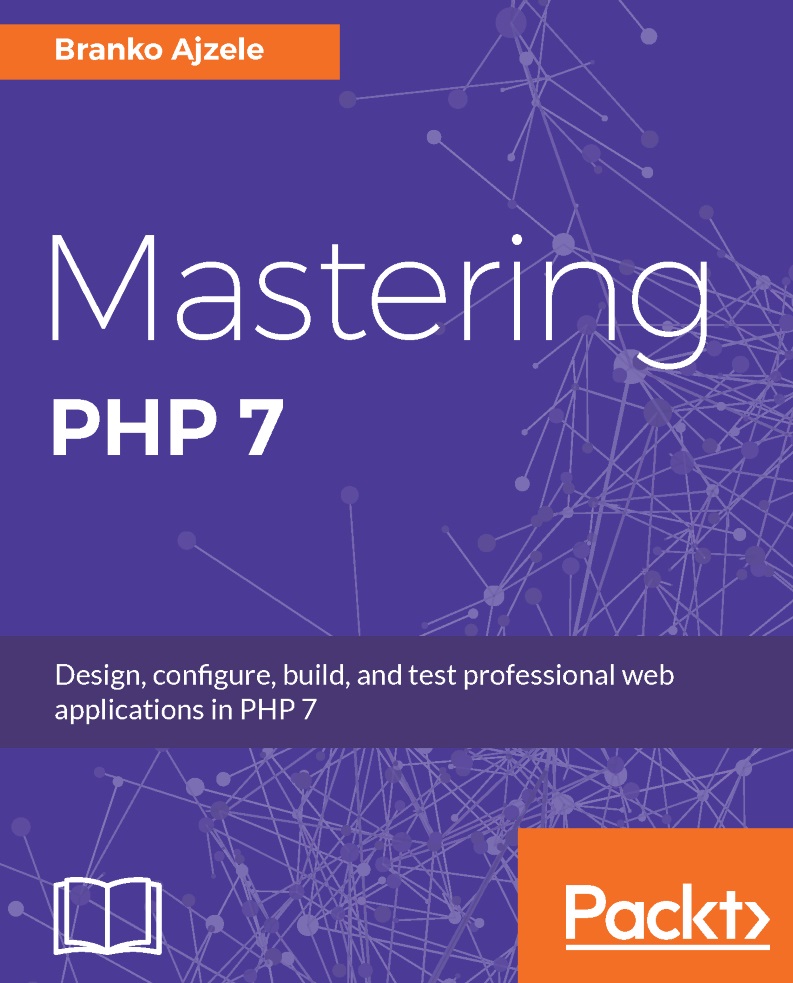 Branko Ajzele
Mastering
PHP 7
Design, configure, build, and test professional web
applications in PHP 7
Packt